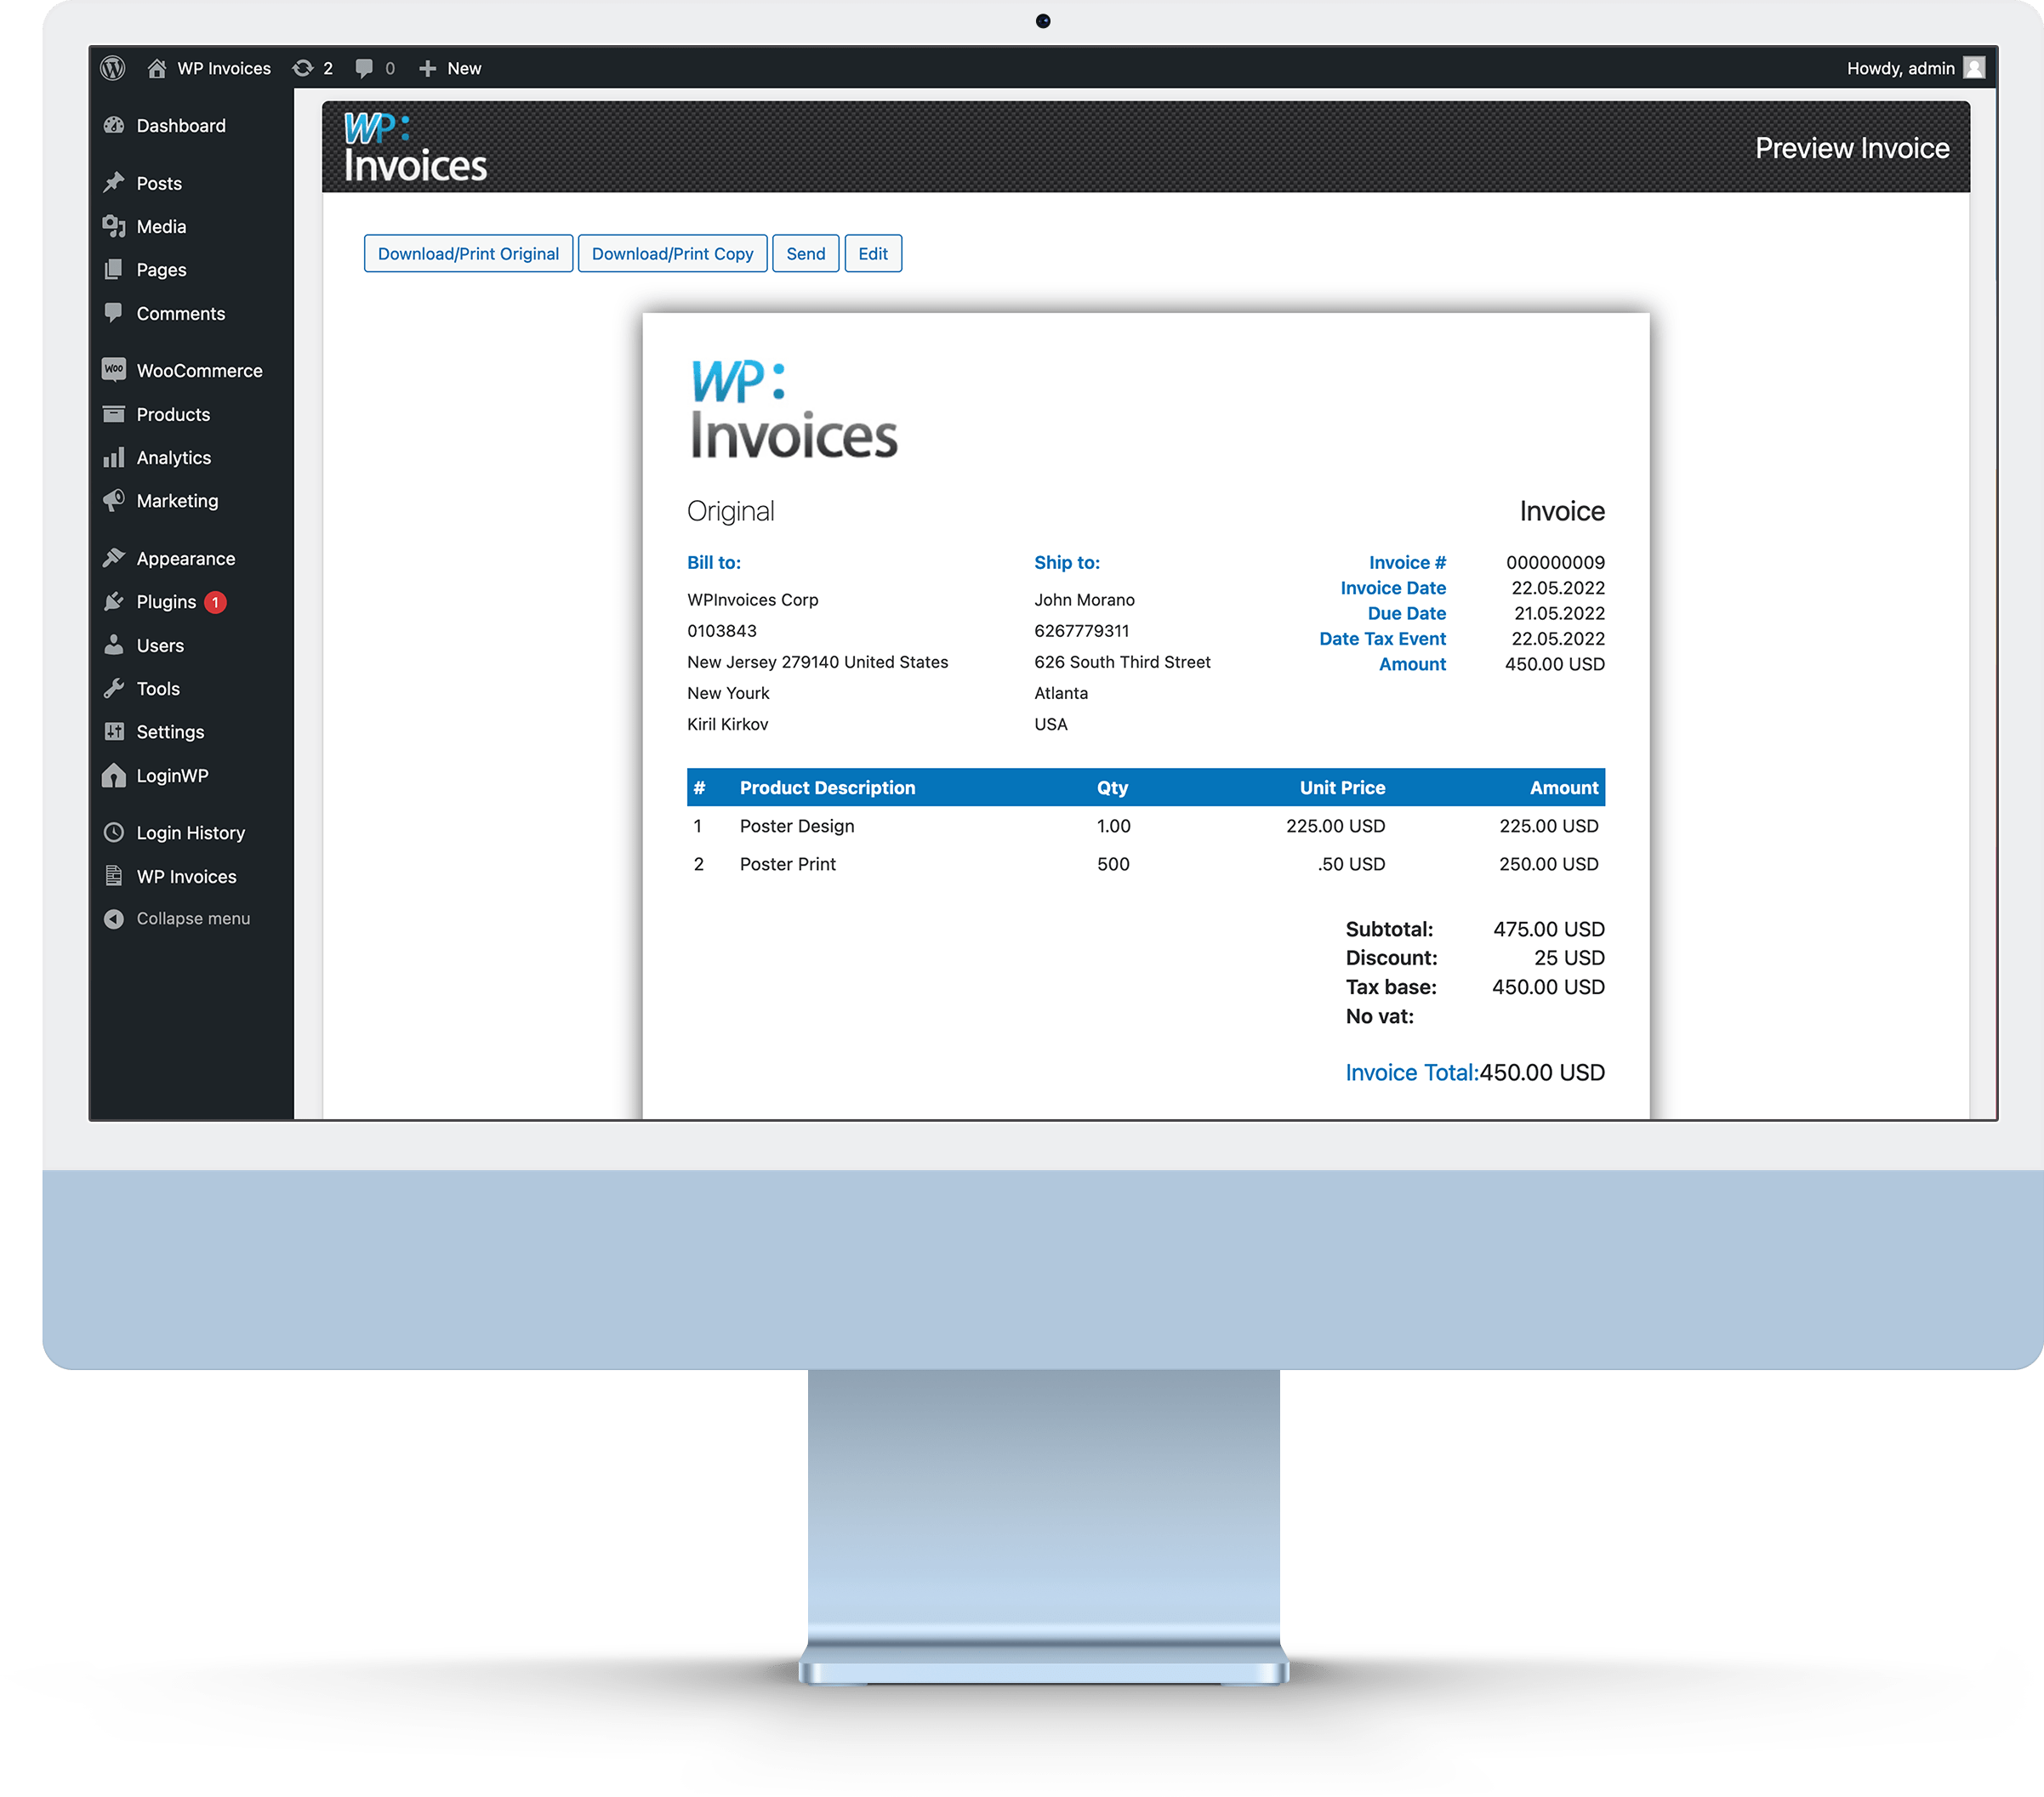 WP Invoices 2 0 New Howdy, admin
Dashboard
Posts
Media
Pages
Comments
WooCommerce
Products
Analytics
Marketing
Appearance
Plugins 1
Users
Tools
Settings
LoginWP
Login History
WP Invoices
Collapse menu
WP:
Invoices
Preview Invoice
Download/Print Original Download/Print Copy Send Edit
WP:
Invoices
Original Invoice
Bill to:
WPInvoices Corp
0103843
New Jersey 279140 United States
New Yourk
Kiril Kirkov
Ship to:
John Morano
6267779311
626 South Third Street
Atlanta
USA
Invoice # 000000009
Invoice Date 22.05.2022
Due Date 21.05.2022
Date Tax Event 22.05.2022
Amount 450.00 USD
# Product Description Qty Unit Price Amount
1 Poster Design 1.00 225.00 USD 225.00 USD
2 Poster Print 500 .50 USD 250.00 USD
Subtotal: 475.00 USD
Discount: 25 USD
Tax base: 450.00 USD
No vat:
Invoice Total:450.00 USD